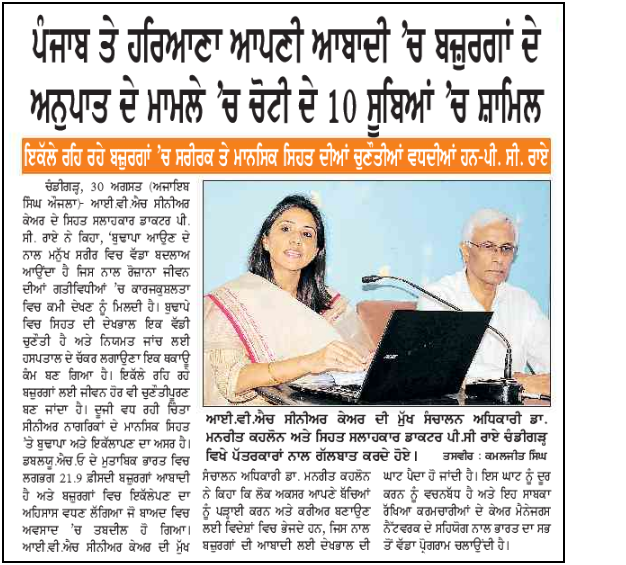 ਪੰਜਾਬ ਤੇ ਹਰਿਆਣਾ ਆਪਣੀ ਆਬਾਦੀ ’ਚ ਬਜ਼ੁਰਗਾਂ ਦੇ
ਅਨੁਪਾਤ ਦੇ ਮਾਮਲੇ ’ਚ ਚੋਟੀ ਦੇ 10 ਸੂਬਿਆਂ ’ਚ ਸ਼ਾਮਿਲ
ਇਕੱਲੇ ਰਹਿ ਰਹੇ ਬਜ਼ੁਰਗਾਂ ’ਚ ਸਰੀਰਕ ਤੇ ਮਾਨਸਿਕ ਸਿਹਤ ਦੀਆਂ ਚੁਣੌਤੀਆਂ ਵਧਦੀਆਂ ਹਨ-ਪੀ. ਸੀ. ਰਾਏ
ਚੰਡੀਗੜ੍ਹ, 30 ਅਗਸਤ (ਅਜਾਇਬ
ਸਿੰਘ ਔਜਲਾ)- ਆਈ.ਵੀ.ਐਚ ਸੀਨੀਅਰ
ਕੇਅਰ ਦੇ ਸਿਹਤ ਸਲਾਹਕਾਰ ਡਾਕਟਰ ਪੀ.
ਸੀ. ਰਾਏ ਨੇ ਕਿਹਾ, ‘ਬੁਢਾਪਾ ਆਉਣ ਦੇ
ਨਾਲ ਮਨੁੱਖ ਸਰੀਰ ਵਿਚ ਵੱਡਾ ਬਦਲਾਅ
ਆਉਂਦਾ ਹੈ ਜਿਸ ਨਾਲ ਰੋਜ਼ਾਨਾ ਜੀਵਨ
ਦੀਆਂ ਗਤੀਵਿਧੀਆਂ ’ਚ ਕਾਰਜਕੁਸ਼ਲਤਾ
ਵਿਚ ਕਮੀ ਦੇਖਣ ਨੂੰ ਮਿਲਦੀ ਹੈ। ਬੁਢਾਪੇ
ਵਿਚ ਸਿਹਤ ਦੀ ਦੇਖਭਾਲ ਇਕ ਵੱਡੀ
ਚੁਣੌਤੀ ਹੈ ਅਤੇ ਨਿਯਮਤ ਜਾਂਚ ਲਈ
ਹਸਪਤਾਲ ਦੇ ਚੱਕਰ ਲਗਾਉਣਾ ਇਕ ਥਕਾਊ
ਕੰਮ ਬਣ ਗਿਆ ਹੈ। ਇਕੱਲੇ ਰਹਿ ਰਹੇ
ਬਜ਼ੁਰਗਾਂ ਲਈ ਜੀਵਨ ਹੋਰ ਵੀ ਚੁਣੌਤੀਪੂਰਣ
ਬਣ ਜਾਂਦਾ ਹੈ। ਦੂਜੀ ਵਧ ਰਹੀ ਚਿੰਤਾ
ਸੀਨੀਅਰ ਨਾਗਰਿਕਾਂ ਦੇ ਮਾਨਸਿਕ ਸਿਹਤ
’ਤੇ ਬੁਢਾਪਾ ਅਤੇ ਇਕੱਲਾਪਣ ਦਾ ਅਸਰ ਹੈ।
ਡਬਲਯੂ.ਐਚ.ਓ ਦੇ ਮੁਤਾਬਿਕ ਭਾਰਤ ਵਿਚ
ਲਗਭਗ 21.9 ਫ਼ੀਸਦੀ ਬਜ਼ੁਰਗਾਂ ਆਬਾਦੀ
ਹੈ ਅਤੇ ਬਜ਼ੁਰਗਾਂ ਵਿਚ ਇਕੱਲੇਪਣ ਦਾ
ਅਹਿਸਾਸ ਵਧਣ ਲੱਗਿਆ ਜੋ ਬਾਅਦ ਵਿਚ
ਅਵਸਾਦ ’ਚ ਤਬਦੀਲ ਹੋ ਗਿਆ।
ਆਈ.ਵੀ.ਐਚ ਸੀਨੀਅਰ ਕੇਅਰ ਦੀ ਮੁੱਖ
ਆਈ.ਵੀ.ਐਚ ਸੀਨੀਅਰ ਕੇਅਰ ਦੀ ਮੁੱਖ ਸੰਚਾਲਨ ਅਧਿਕਾਰੀ ਡਾ.
ਮਨਰੀਤ ਕਹਲੋਨ ਅਤੇ ਸਿਹਤ ਸਲਾਹਕਾਰ ਡਾਕਟਰ ਪੀ.ਸੀ ਰਾਏ ਚੰਡੀਗੜ੍ਹ
ਵਿਖੇ ਪੱਤਰਕਾਰਾਂ ਨਾਲ ਗੱਲਬਾਤ ਕਰਦੇ ਹੋਏ। ਤਸਵੀਰ : ਕਮਲਜੀਤ ਸਿੰਘ
ਸੰਚਾਲਨ ਅਧਿਕਾਰੀ ਡਾ. ਮਨਰੀਤ ਕਹਲੋਨ
ਨੇ ਕਿਹਾ ਕਿ ਲੋਕ ਅਕਸਰ ਆਪਣੇ ਬੱਚਿਆਂ
ਨੂੰ ਪੜ੍ਹਾਈ ਕਰਨ ਅਤੇ ਕਰੀਅਰ ਬਣਾਉਣ
ਲਈ ਵਿਦੇਸ਼ਾਂ ਵਿਚ ਭੇਜਦੇ ਹਨ, ਜਿਸ ਨਾਲ
ਬਜ਼ੁਰਗਾਂ ਦੀ ਆਬਾਦੀ ਲਈ ਦੇਖਭਾਲ ਦੀ
ਘਾਟ ਪੈਦਾ ਹੋ ਜਾਂਦੀ ਹੈ। ਇਸ ਘਾਟ ਨੂੰ ਦੂਰ
ਕਰਨ ਨੂੰ ਵਚਨਬੱਧ ਹੈ ਅਤੇ ਇਹ ਸਾਬਕਾ
ਰੱਖਿਆ ਕਰਮਚਾਰੀਆਂ ਦੇ ਕੇਅਰ ਮੈਨੇਜਰਸ
ਨੈੱਟਵਰਕ ਦੇ ਸਹਿਯੋਗ ਨਾਲ ਭਾਰਤ ਦਾ ਸਭ
ਤੋਂ ਵੱਡਾ ਪ੍ਰੋਗਰਾਮ ਚਲਾਉਂਦੀ ਹੈ।